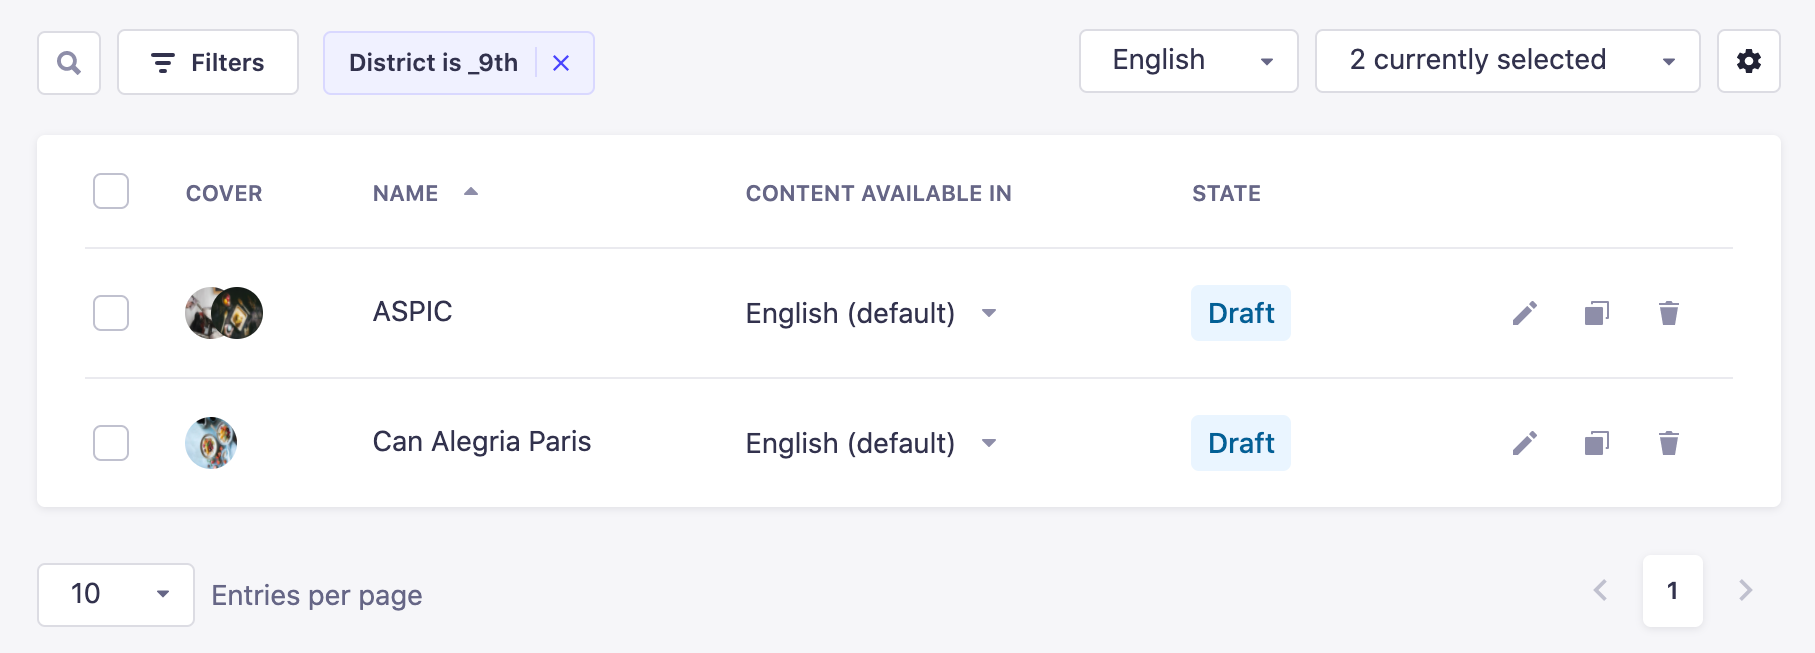 Filters
District is _9th
English
2 currently selected
COVER NAME CONTENT AVAILABLE IN STATE
ASPIC English (default) Draft
Can Alegria Paris English (default) Draft
10 Entries per page 1